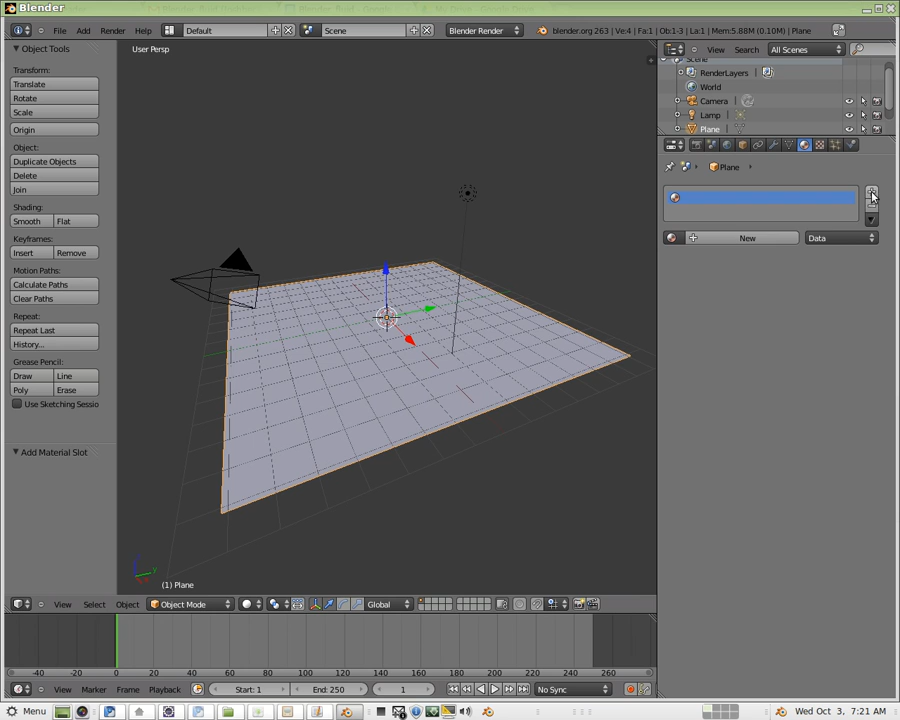 Blender
File Add Render Help Default Scene Blender Render blender.org 263 | Ve:4 | Fa:1 | Ob:1-3 | La:1 | Mem:5.88M (0.10M) | Plane
Object Tools
Transform:
Translate
Rotate
Scale
Origin
Object:
Duplicate Objects
Delete
Join
Shading:
Smooth Flat
Keyframes:
Insert Remove
Motion Paths:
Calculate Paths
Clear Paths
Repeat:
Repeat Last
History...
Grease Pencil:
Draw Line
Poly Erase
Use Sketching Sessio
Add Material Slot
User Persp
(1) Plane
View Select Object Object Mode Global
View Search All Scenes
Scene
RenderLayers
World
Camera
Lamp
Plane
Plane
New Data
-40 -20 0 20 40 60 80 100 120 140 160 180 200 220 240 260
View Marker Frame Playback Start: 1 End: 250 1 No Sync
Menu Wed Oct 3, 7:21 AM